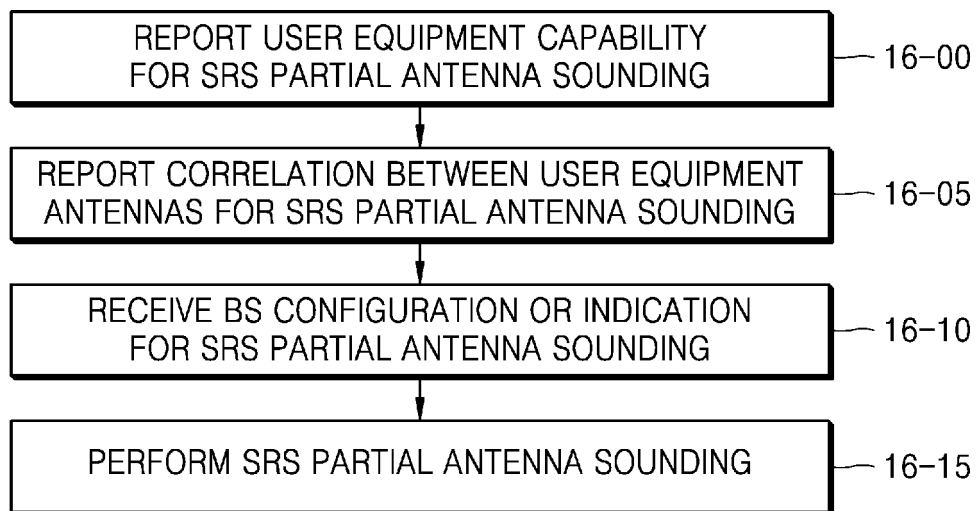 REPORT USER EQUIPMENT CAPABILITY
FOR SRS PARTIAL ANTENNA SOUNDING
16-00
REPORT CORRELATION BETWEEN USER EQUIPMENT
ANTENNAS FOR SRS PARTIAL ANTENNA SOUNDING
16-05
RECEIVE BS CONFIGURATION OR INDICATION
FOR SRS PARTIAL ANTENNA SOUNDING
16-10
PERFORM SRS PARTIAL ANTENNA SOUNDING
16-15